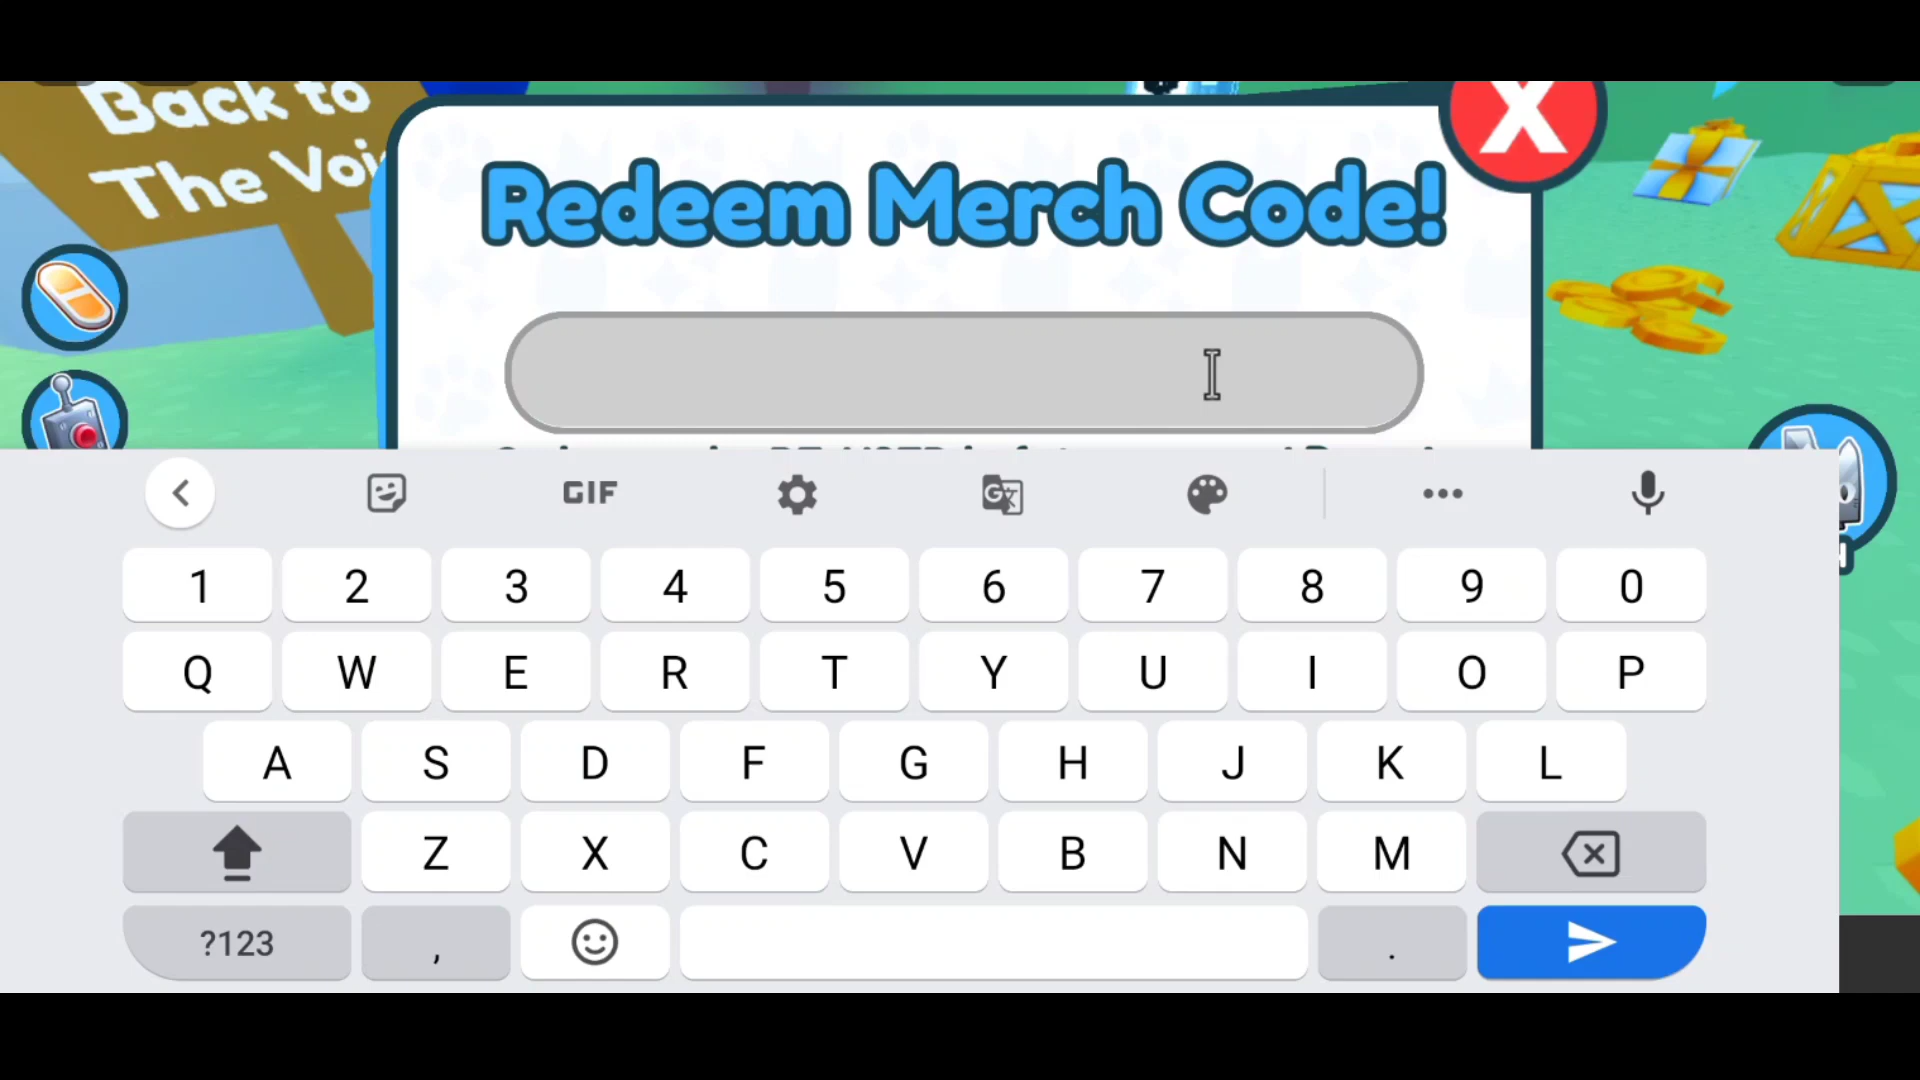 Back to
The Voi
Redeem Merch Code!
X
GIF
1 2 3 4 5 6 7 8 9 0
Q W E R T Y U I O P
A S D F G H J K L
Z X C V B N M
?123 , .